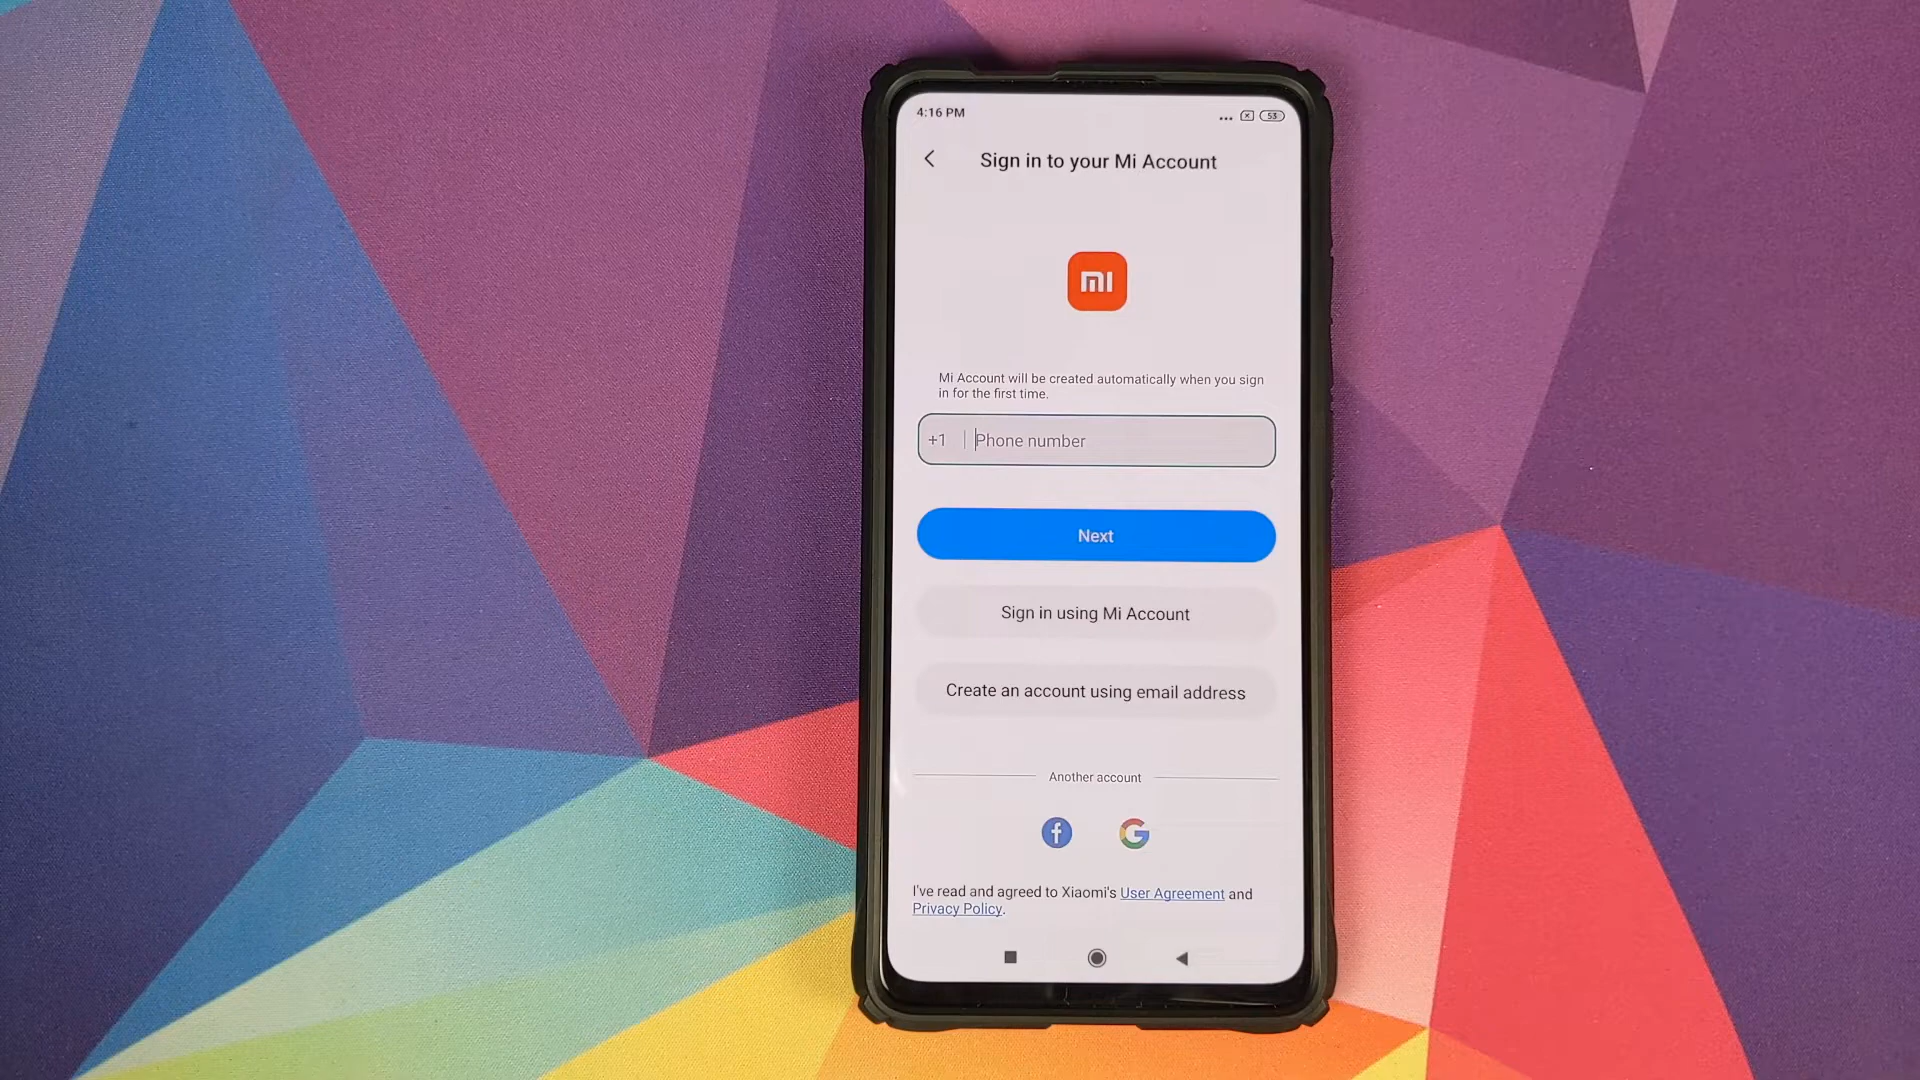 4:16 PM
53
Sign in to your Mi Account
mi
Mi Account will be created automatically when you sign
in for the first time.
+1 Phone number
Next
Sign in using Mi Account
Create an account using email address
Another account
f G
I've read and agreed to Xiaomi's User Agreement and
Privacy Policy.